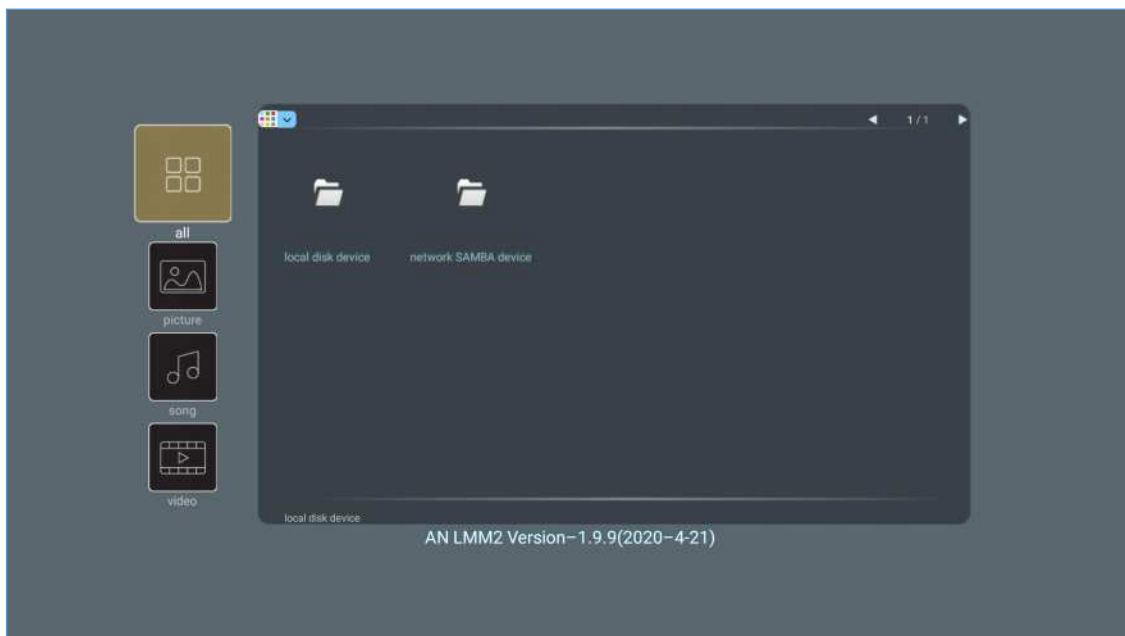 1 / 1
all
local disk device
network SAMBA device
picture
song
video
local disk device
AN LMM2 Version–1.9.9(2020–4-21)